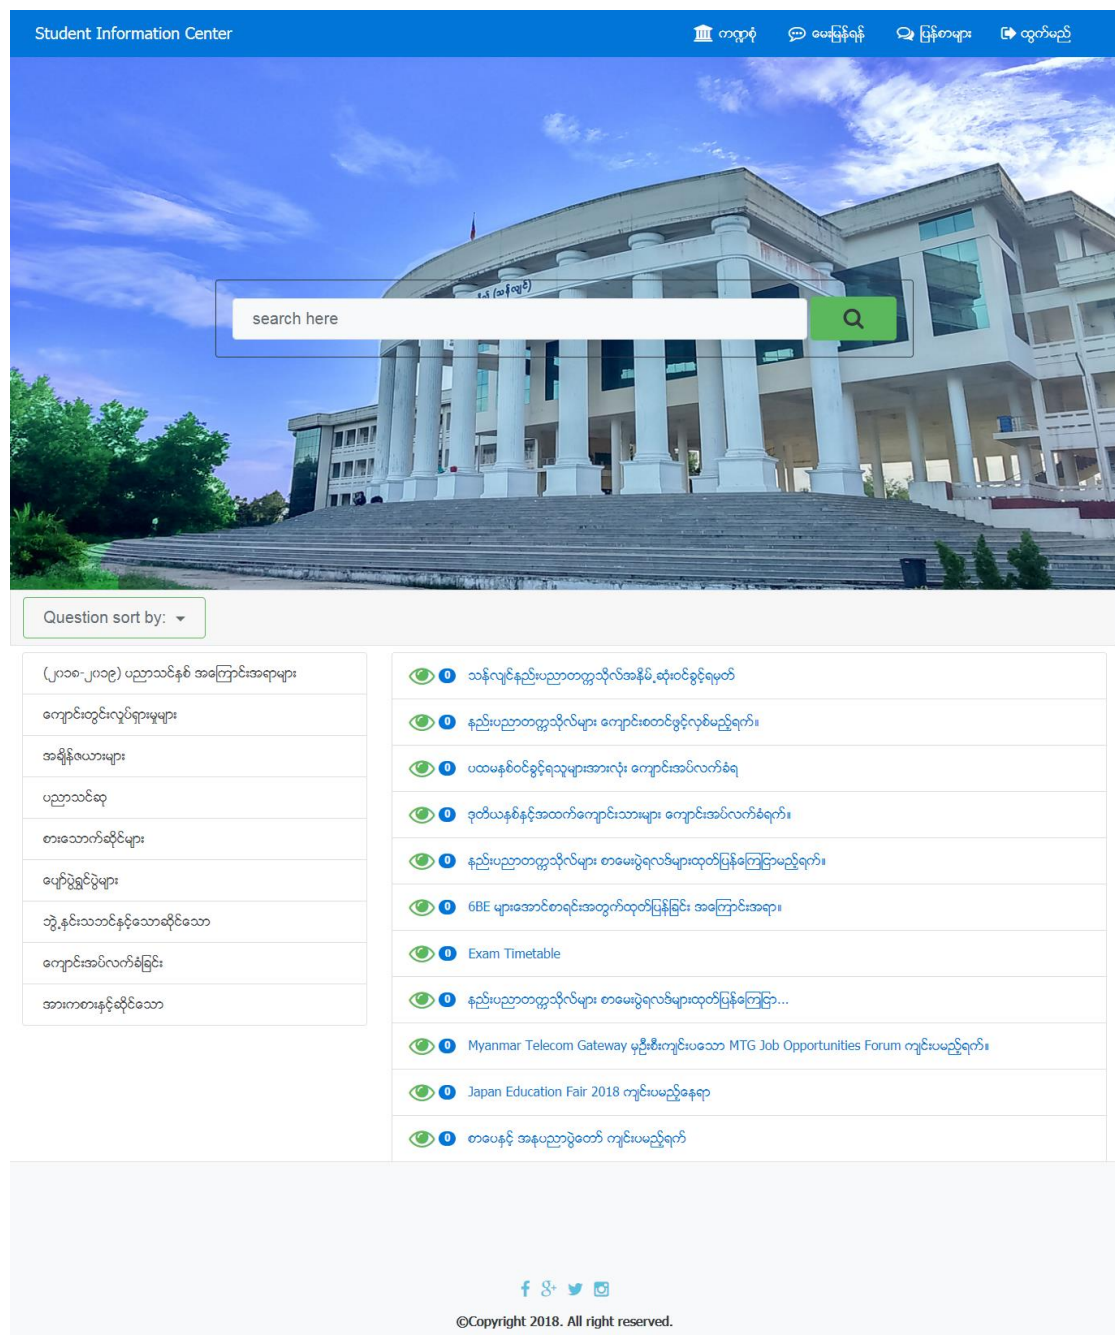 Student Information Center
ကဏ္ဍစုံ
မေးမြန်ရန်
ပြန်စာများ
ထွက်မည်
(သန်လျင်)
search here
Question sort by:
(၂၀၁၈-၂၀၁၉) ပညာသင်နှစ် အကြောင်းအရာများ
ကျောင်းတွင်းလှုပ်ရှားမှုများ
အချိန်ဇယားများ
ပညာသင်ဆု
စားသောက်ဆိုင်များ
ပျော်ပွဲရွှင်ပွဲများ
ဘွဲ့နှင်းသဘင်နှင့်သောဆိုင်သော
ကျောင်းအပ်လက်ခံခြင်း
အားကစားနှင့်ဆိုင်သော
0 သန်လျင်နည်းပညာတက္ကသိုလ်အနိမ့်ဆုံးဝင်ခွင့်ရမှတ်
0 နည်းပညာတက္ကသိုလ်များ ကျောင်းစတင်ဖွင့်လှစ်မည့်ရက်။
0 ပထမနှစ်ဝင်ခွင့်ရသူများအားလုံး ကျောင်းအပ်လက်ခံရ
0 ဒုတိယနှစ်နှင့်အထက်ကျောင်းသားများ ကျောင်းအပ်လက်ခံရက်။
0 နည်းပညာတက္ကသိုလ်များ စာမေးပွဲရလဒ်များထုတ်ပြန်ကြေငြာမည့်ရက်။
0 6BE များအောင်စာရင်းအတွက်ထုတ်ပြန်ခြင်း အကြောင်းအရာ။
0 Exam Timetable
0 နည်းပညာတက္ကသိုလ်များ စာမေးပွဲရလဒ်များထုတ်ပြန်ကြေငြာ...
0 Myanmar Telecom Gateway မှဦးစီးကျင်းပသော MTG Job Opportunities Forum ကျင်းပမည့်ရက်။
0 Japan Education Fair 2018 ကျင်းပမည့်နေရာ
0 စာပေနှင့် အနုပညာပွဲတော် ကျင်းပမည့်ရက်
©Copyright 2018. All right reserved.